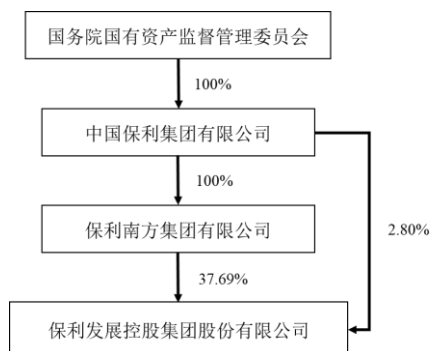 国务院国有资产监督管理委员会
100%
中国保利集团有限公司
100%
保利南方集团有限公司
2.80%
37.69%
保利发展控股集团股份有限公司